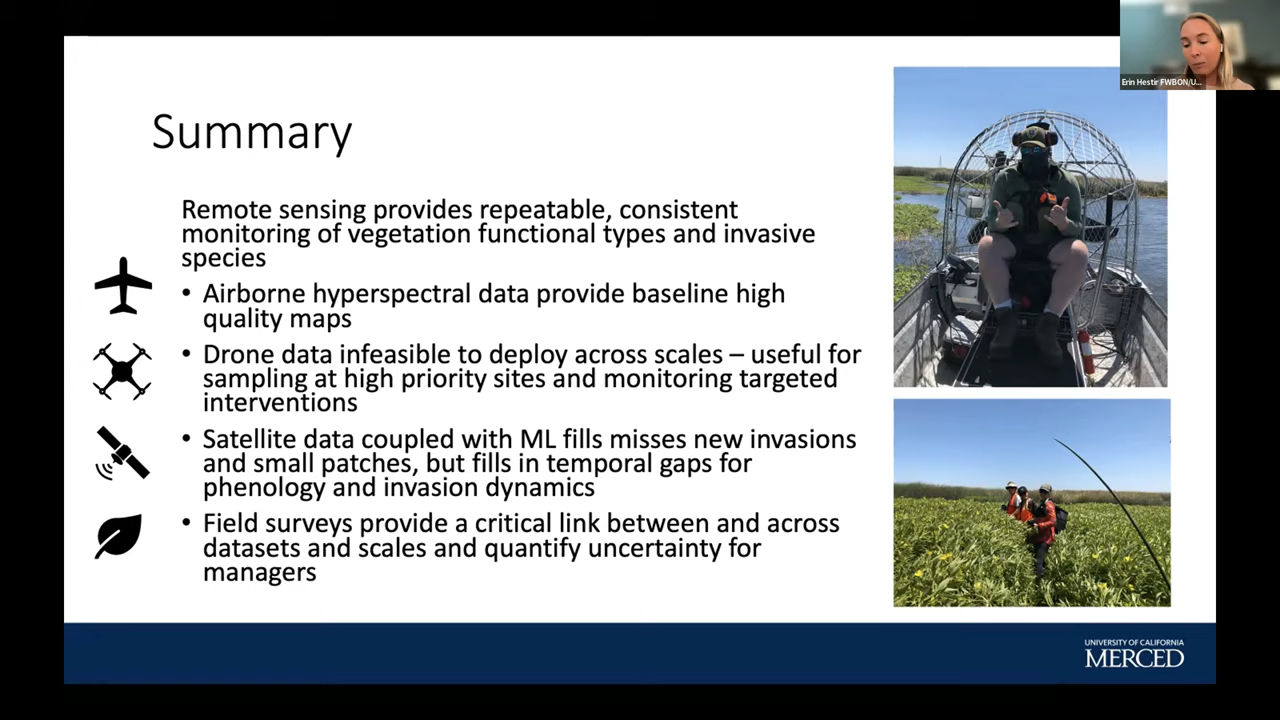 Summary
Remote sensing provides repeatable, consistent
monitoring of vegetation functional types and invasive
species
• Airborne hyperspectral data provide baseline high
quality maps
• Drone data infeasible to deploy across scales – useful for
sampling at high priority sites and monitoring targeted
interventions
• Satellite data coupled with ML fills misses new invasions
and small patches, but fills in temporal gaps for
phenology and invasion dynamics
• Field surveys provide a critical link between and across
datasets and scales and quantify uncertainty for
managers
Erin Hestir FWBON/U...
UNIVERSITY OF CALIFORNIA
MERCED